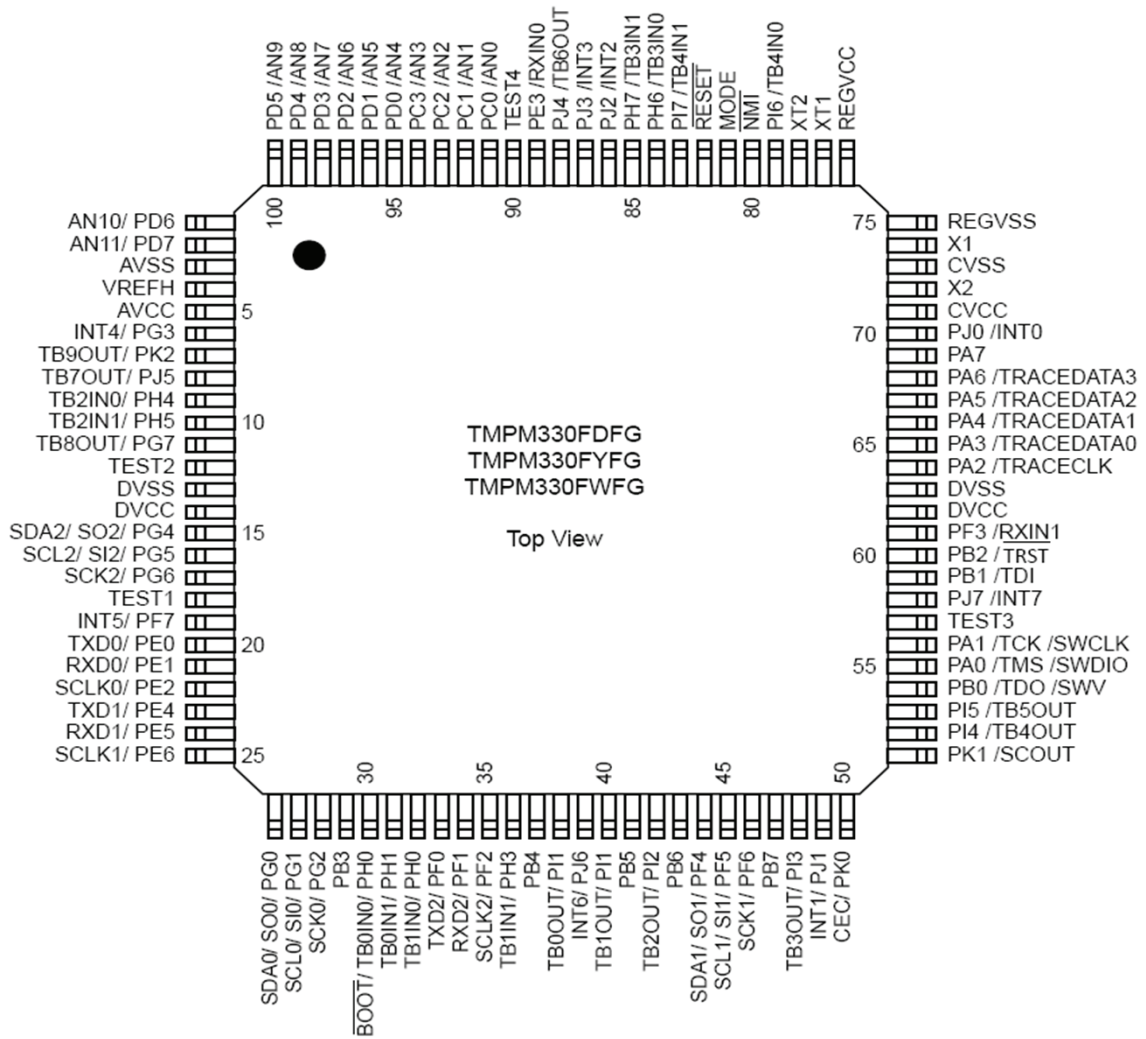 PD5 /AN9
PD4 /AN8
PD3 /AN7
PD2 /AN6
PD1 /AN5
PD0 /AN4
PC3 /AN3
PC2 /AN2
PC1 /AN1
PC0 /AN0
TEST4
PE3 /RXIN0
PJ4 /TB6OUT
PJ3 /INT3
PJ2 /INT2
PH7 /TB3IN1
PH6 /TB3IN0
PI7 /TB4IN1
RESET
MODE
NMI
PI6 /TB4IN0
XT2
XT1
REGVCC
100
95
90
85
80
AN10/ PD6
AN11/ PD7
AVSS
VREFH
AVCC
INT4/ PG3
TB9OUT/ PK2
TB7OUT/ PJ5
TB2IN0/ PH4
TB2IN1/ PH5
TB8OUT/ PG7
TEST2
DVSS
DVCC
SDA2/ SO2/ PG4
SCL2/ SI2/ PG5
SCK2/ PG6
TEST1
INT5/ PF7
TXD0/ PE0
RXD0/ PE1
SCLK0/ PE2
TXD1/ PE4
RXD1/ PE5
SCLK1/ PE6
5
10
15
20
25
TMPM330FDFG
TMPM330FYFG
TMPM330FWFG
Top View
75
70
65
60
55
REGVSS
X1
CVSS
X2
CVCC
PJ0 /INT0
PA7
PA6 /TRACEDATA3
PA5 /TRACEDATA2
PA4 /TRACEDATA1
PA3 /TRACEDATA0
PA2 /TRACECLK
DVSS
DVCC
PF3 /RXIN1
PB2 /TRST
PB1 /TDI
PJ7 /INT7
TEST3
PA1 /TCK /SWCLK
PA0 /TMS /SWDIO
PB0 /TDO /SWV
PI5 /TB5OUT
PI4 /TB4OUT
PK1 /SCOUT
30
35
40
45
50
SDA0/ SO0/ PG0
SCL0/ SI0/ PG1
SCK0/ PG2
PB3
BOOT/ TB0IN0/ PH0
TB0IN1/ PH1
TB1IN0/ PH0
TXD2/ PF0
RXD2/ PF1
SCLK2/ PF2
TB1IN1/ PH3
PB4
TB0OUT/ PI1
INT6/ PJ6
TB1OUT/ PI1
PB5
TB2OUT/ PI2
PB6
SDA1/ SO1/ PF4
SCL1/ SI1/ PF5
SCK1/ PF6
PB7
TB3OUT/ PI3
INT1/ PJ1
CEC/ PK0